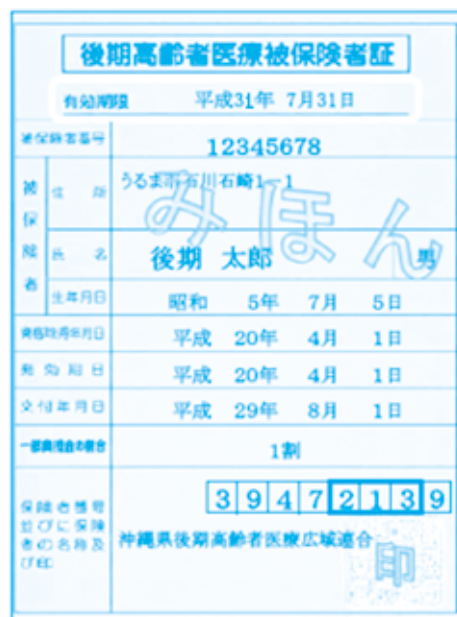 後期高齢者医療被保険者証
有効期限 平成31年 7月31日
被保険者番号 12345678
被保険者
住所 うるま市石川石崎1-1
氏名 後期 太郎 男
生年月日 昭和 5年 7月 5日
資格取得年月日 平成 20年 4月 1日
発効期日 平成 20年 4月 1日
交付年月日 平成 29年 8月 1日
一部負担金の割合 1割
保険者番号
並びに保険
者の名称及
び印
39472139
沖縄県後期高齢者医療広域連合
印
みほん